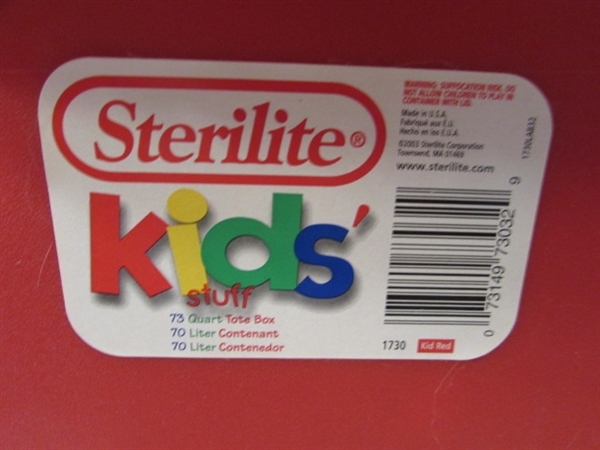 Sterilite®
kids'
stuff
73 Quart Tote Box
70 Liter Contenant
70 Liter Contenedor
WARNING: SUFFOCATION RISK. DO
NOT ALLOW CHILDREN TO PLAY IN
CONTAINER WITH LID.
Made in U.S.A.
Fabriqué aux É.U.
Hecho en los E.U.A.
©2003 Sterilite Corporation
Townsend, MA 01469
www.sterilite.com
1730LAB32
0 73149 73032 9
1730 Kid Red